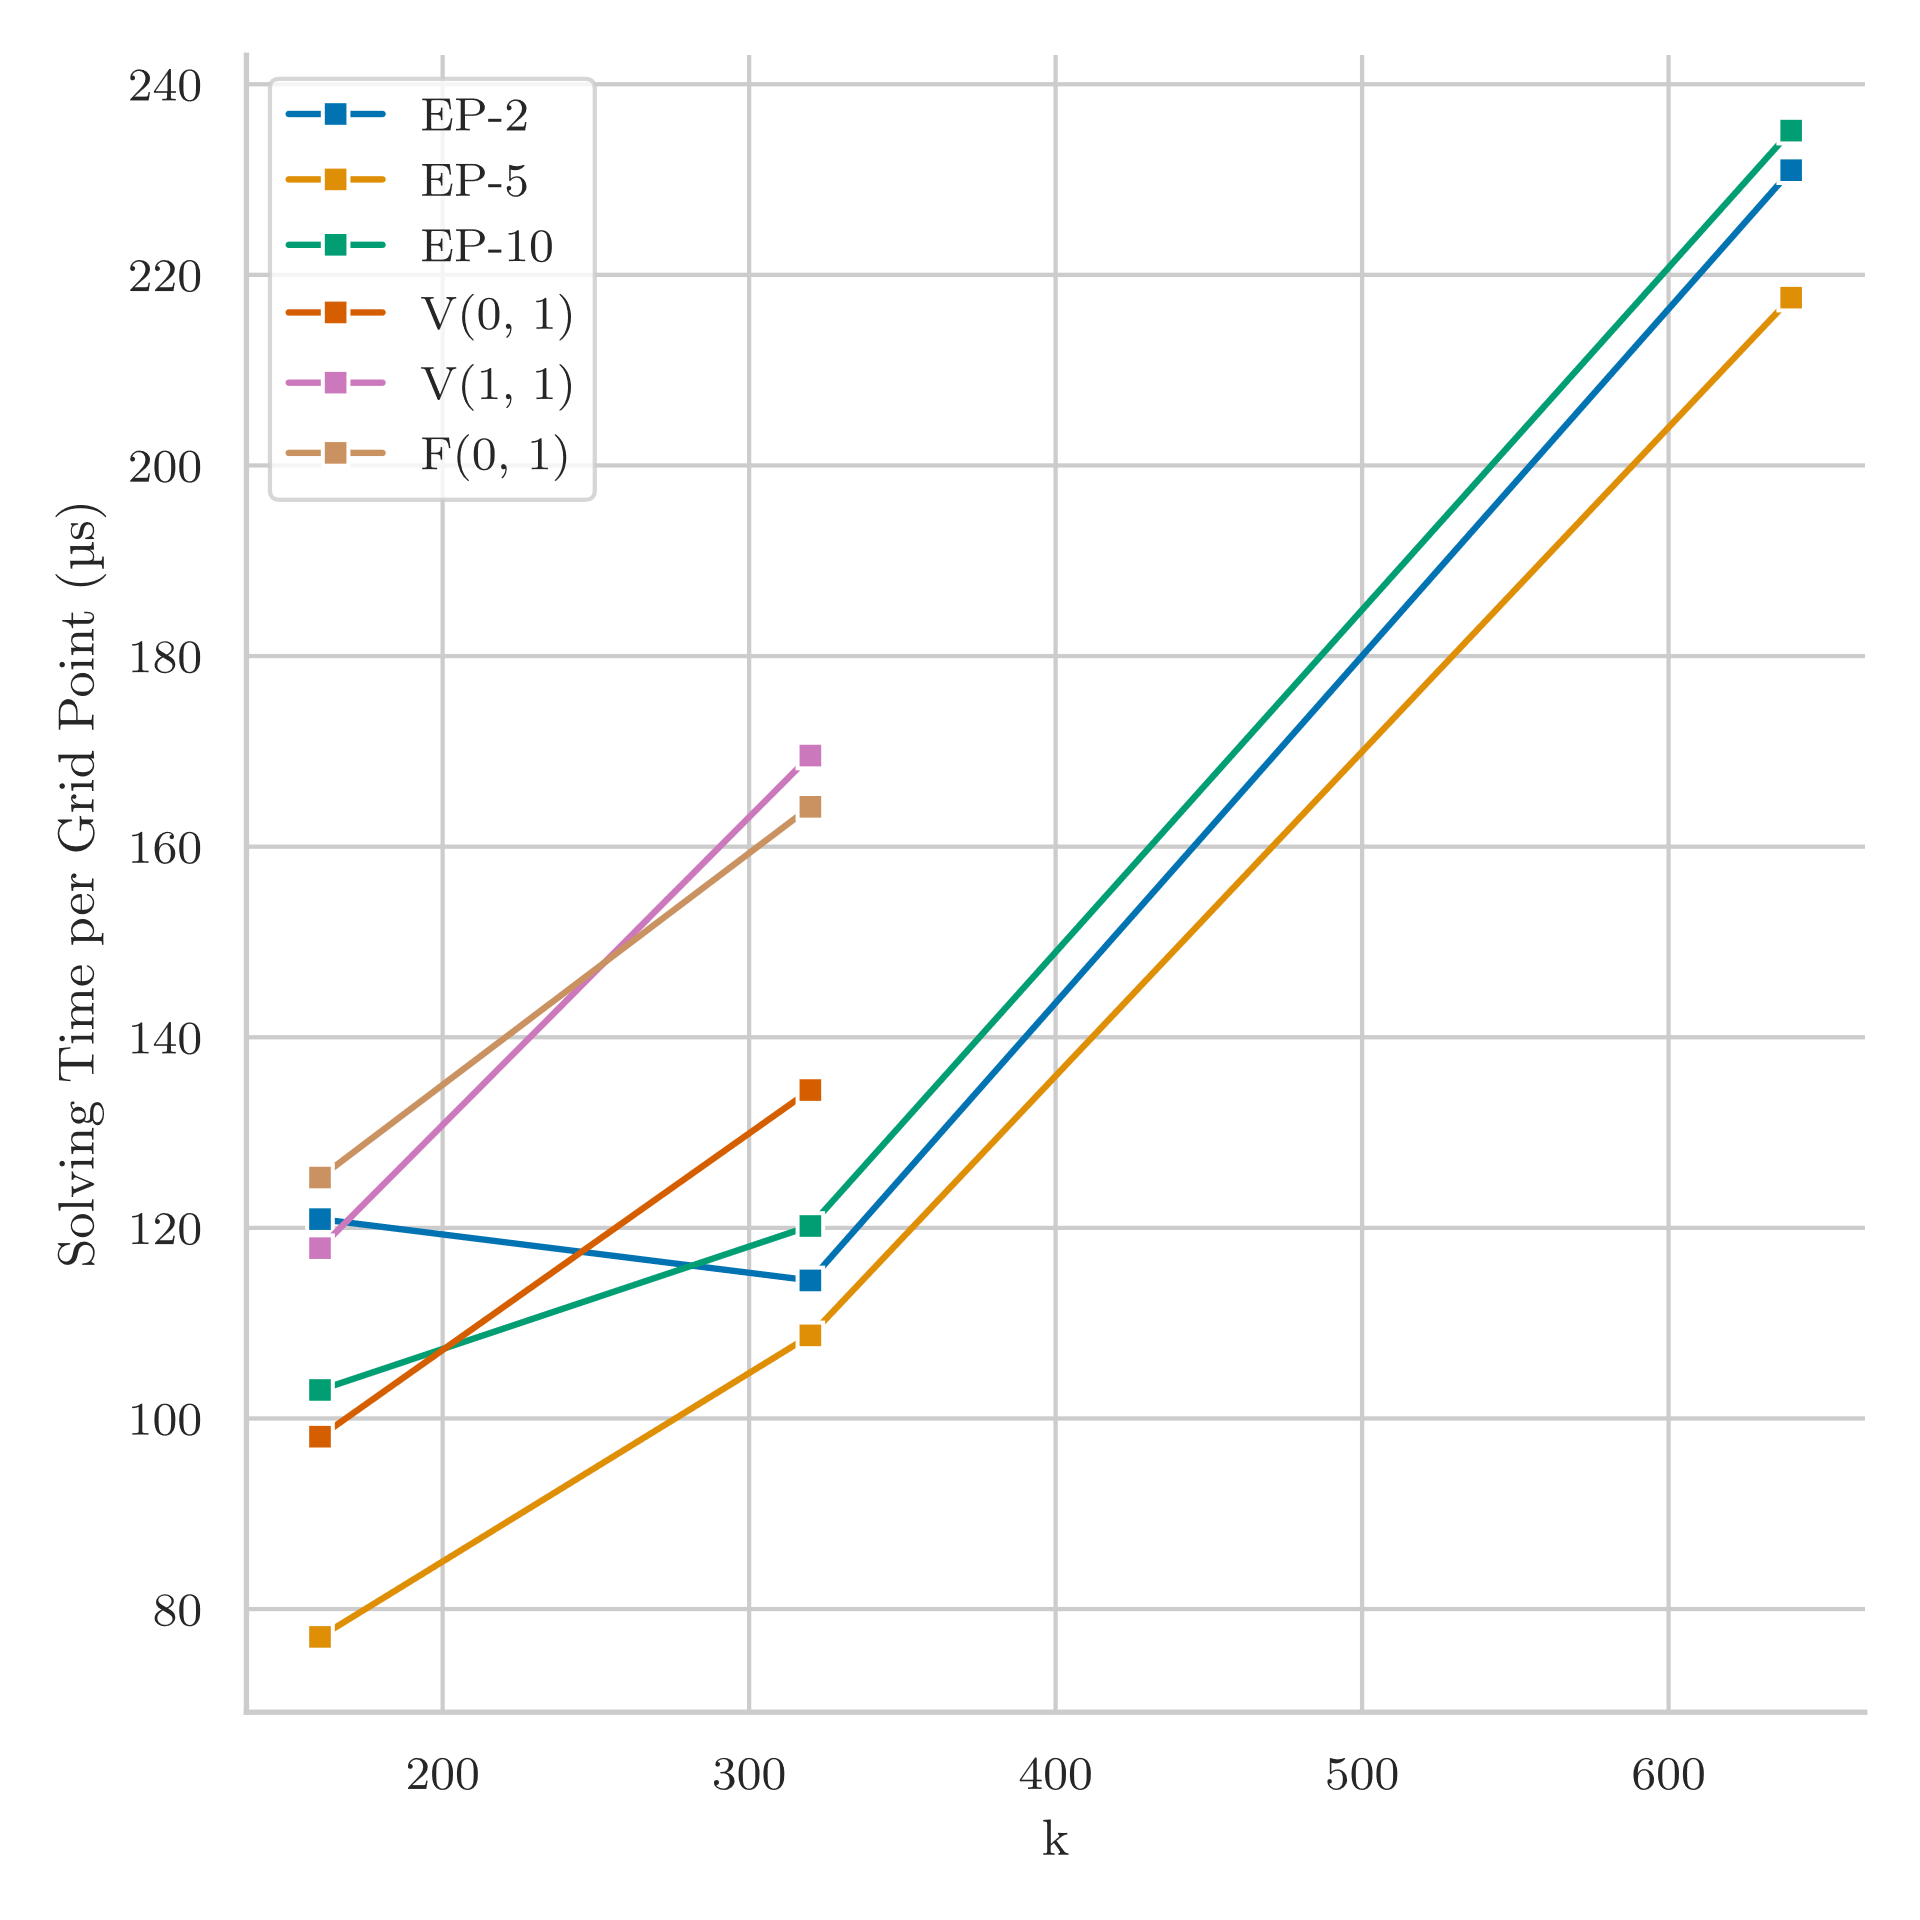 240
220
200
180
160
140
120
100
80
Solving Time per Grid Point (µs)
EP-2
EP-5
EP-10
V(0, 1)
V(1, 1)
F(0, 1)
200 300 400 500 600
k